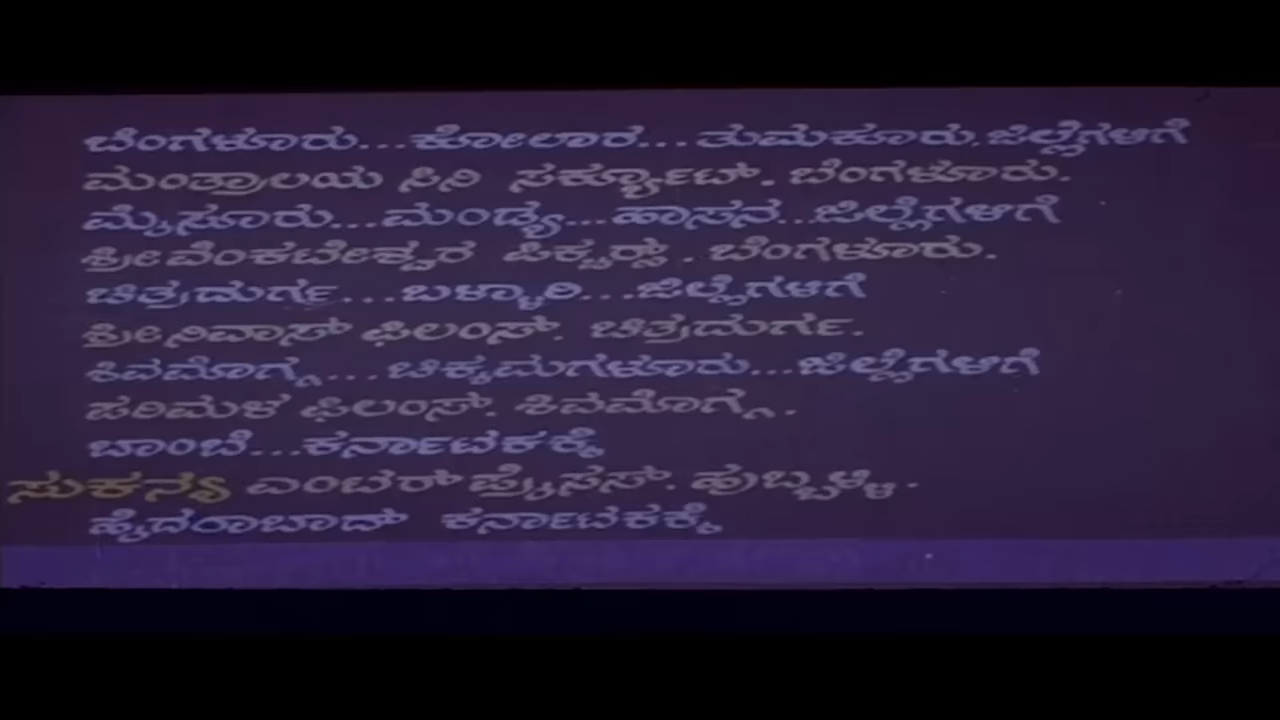 ಬೆಂಗಳೂರು...ಕೋಲಾರ...ತುಮಕೂರು.ಜಿಲ್ಲೆಗಳಿಗೆ
ಮಂತ್ರಾಲಯ ಸಿನಿ ಸರ್ಕ್ಯೂಟ್. ಬೆಂಗಳೂರು.
ಮೈಸೂರು...ಮಂಡ್ಯ...ಹಾಸನ...ಜಿಲ್ಲೆಗಳಿಗೆ
ಶ್ರೀವೆಂಕಟೇಶ್ವರ ಪಿಕ್ಚರ್ಸ್. ಬೆಂಗಳೂರು.
ಚಿತ್ರದುರ್ಗ...ಬಳ್ಳಾರಿ...ಜಿಲ್ಲೆಗಳಿಗೆ
ಶ್ರೀನಿವಾಸ್ ಫಿಲಂಸ್. ಚಿತ್ರದುರ್ಗ.
ಶಿವಮೊಗ್ಗ...ಚಿಕ್ಕಮಗಳೂರು...ಜಿಲ್ಲೆಗಳಿಗೆ
ಪರಿಮಳ ಫಿಲಂಸ್. ಶಿವಮೊಗ್ಗ.
ಬಾಂಬೆ...ಕರ್ನಾಟಕಕ್ಕೆ
ಸುಕನ್ಯ ಎಂಟರ್ ಪ್ರೈಸಸ್. ಹುಬ್ಬಳ್ಳಿ.
ಹೈದರಾಬಾದ್ ಕರ್ನಾಟಕಕ್ಕೆ